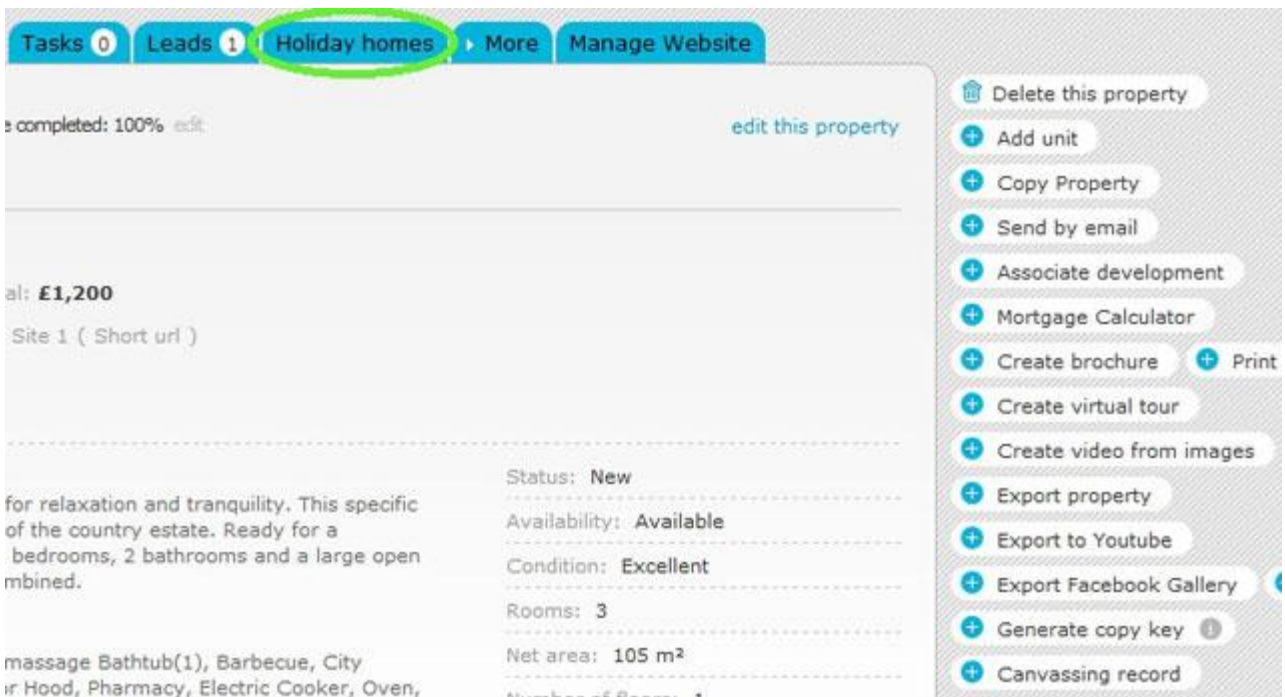 Tasks 0 Leads 1 Holiday homes More Manage Website
completed: 100% edit
edit this property
£1,200
Site 1 ( Short url )
for relaxation and tranquility. This specific
of the country estate. Ready for a
bedrooms, 2 bathrooms and a large open
Status: New
Availability: Available
Condition: Excellent
Rooms: 3
Net area: 105 m²
massage Bathtub(1), Barbecue, City
Hood, Pharmacy, Electric Cooker, Oven,
Delete this property
Add unit
Copy Property
Send by email
Associate development
Mortgage Calculator
Create brochure Print
Create virtual tour
Create video from images
Export property
Export to Youtube
Export Facebook Gallery
Generate copy key
Canvassing record